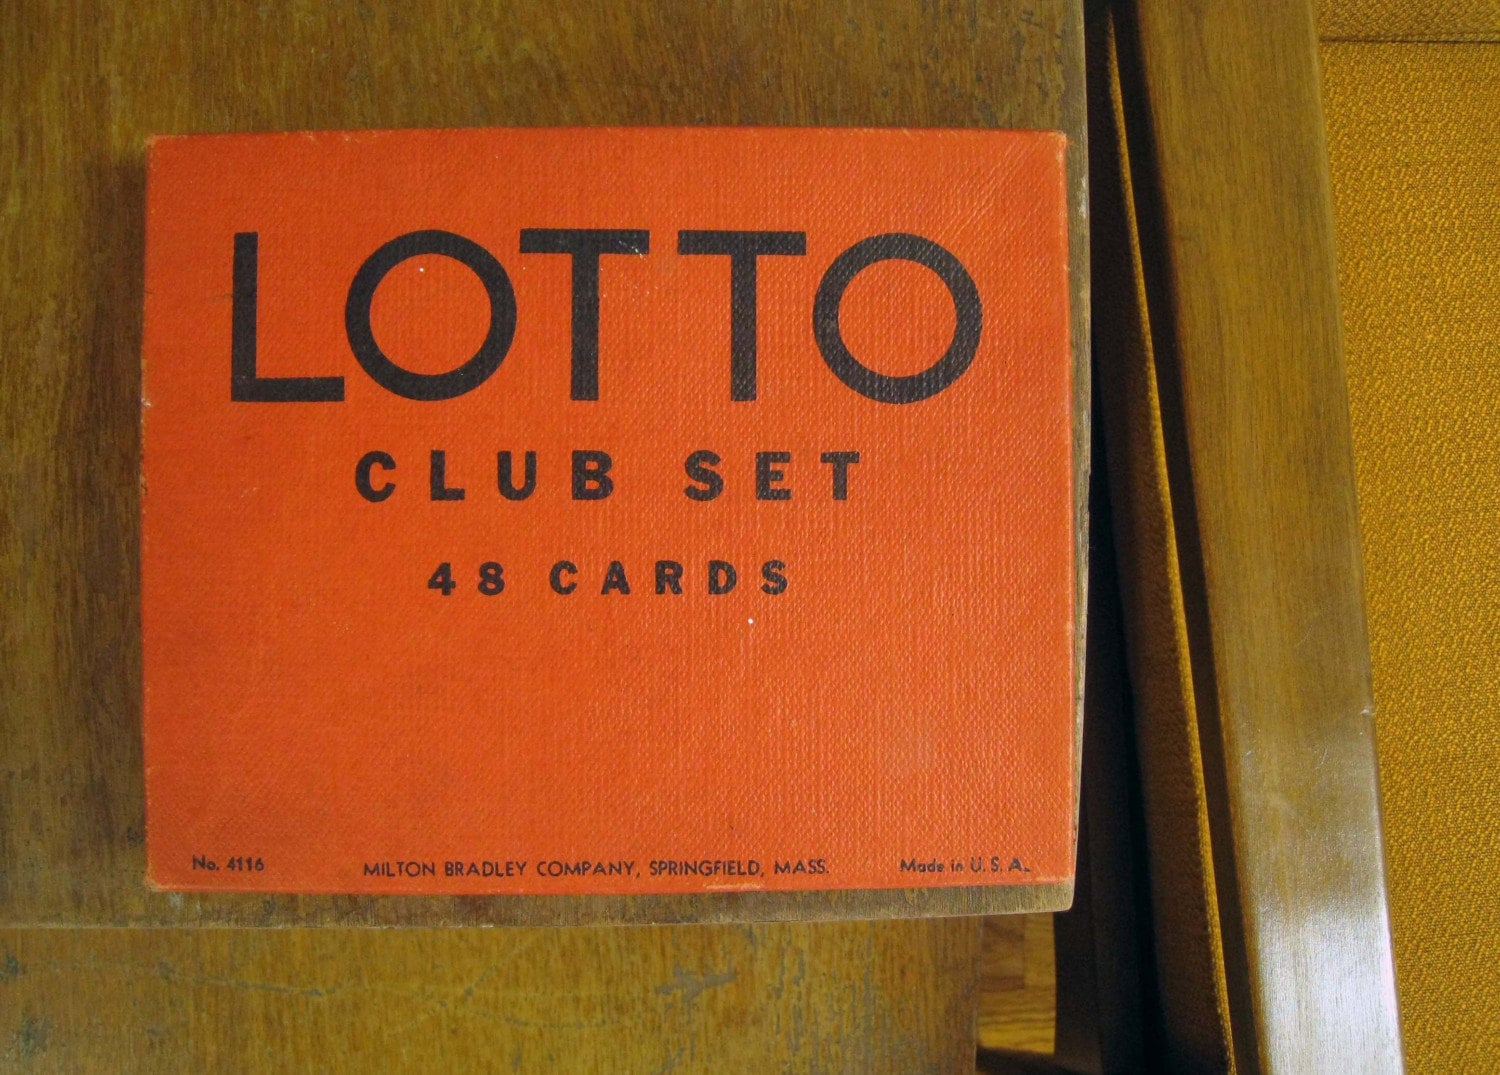 LOTTO
CLUB SET
48 CARDS
No. 4116 MILTON BRADLEY COMPANY, SPRINGFIELD, MASS. Made in U. S. A.